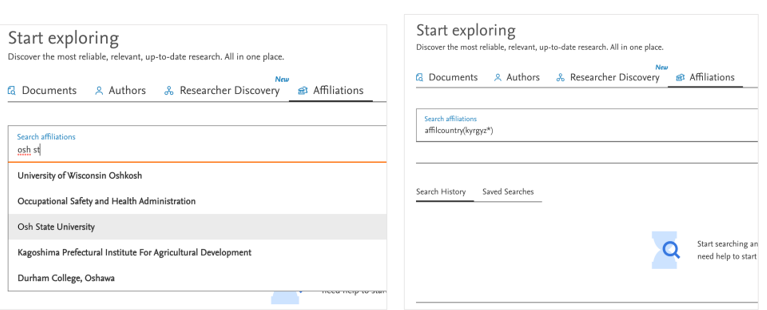 Start exploring
Discover the most reliable, relevant, up-to-date research. All in one place.
New
Documents Authors Researcher Discovery Affiliations
Search affiliations
osh st
University of Wisconsin Oshkosh
Occupational Safety and Health Administration
Osh State University
Kagoshima Prefectural Institute For Agricultural Development
Durham College, Oshawa
Start exploring
Discover the most reliable, relevant, up-to-date research. All in one place.
New
Documents Authors Researcher Discovery Affiliations
Search affiliations
affilcountry(kyrgyz*)
Search History Saved Searches
Start searching an
need help to start